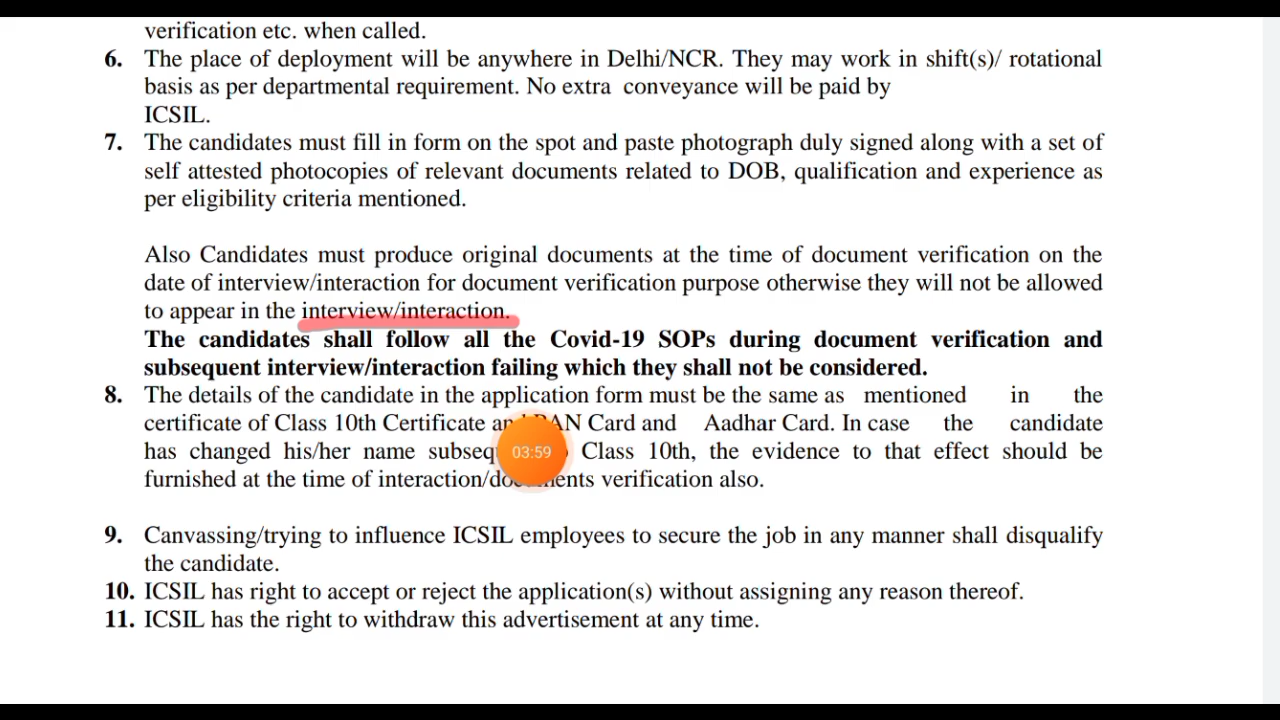 verification etc. when called.
6. The place of deployment will be anywhere in Delhi/NCR. They may work in shift(s)/ rotational
basis as per departmental requirement. No extra conveyance will be paid by
ICSIL.
7. The candidates must fill in form on the spot and paste photograph duly signed along with a set of
self attested photocopies of relevant documents related to DOB, qualification and experience as
per eligibility criteria mentioned.
Also Candidates must produce original documents at the time of document verification on the
date of interview/interaction for document verification purpose otherwise they will not be allowed
to appear in the interview/interaction.
The candidates shall follow all the Covid-19 SOPs during document verification and
subsequent interview/interaction failing which they shall not be considered.
8. The details of the candidate in the application form must be the same as mentioned in the
certificate of Class 10th Certificate and PAN Card and Aadhar Card. In case the candidate
has changed his/her name Class 10th, the evidence to that effect should be
furnished at the time of interaction/documents verification also.
03:59
9. Canvassing/trying to influence ICSIL employees to secure the job in any manner shall disqualify
the candidate.
10. ICSIL has right to accept or reject the application(s) without assigning any reason thereof.
11. ICSIL has the right to withdraw this advertisement at any time.